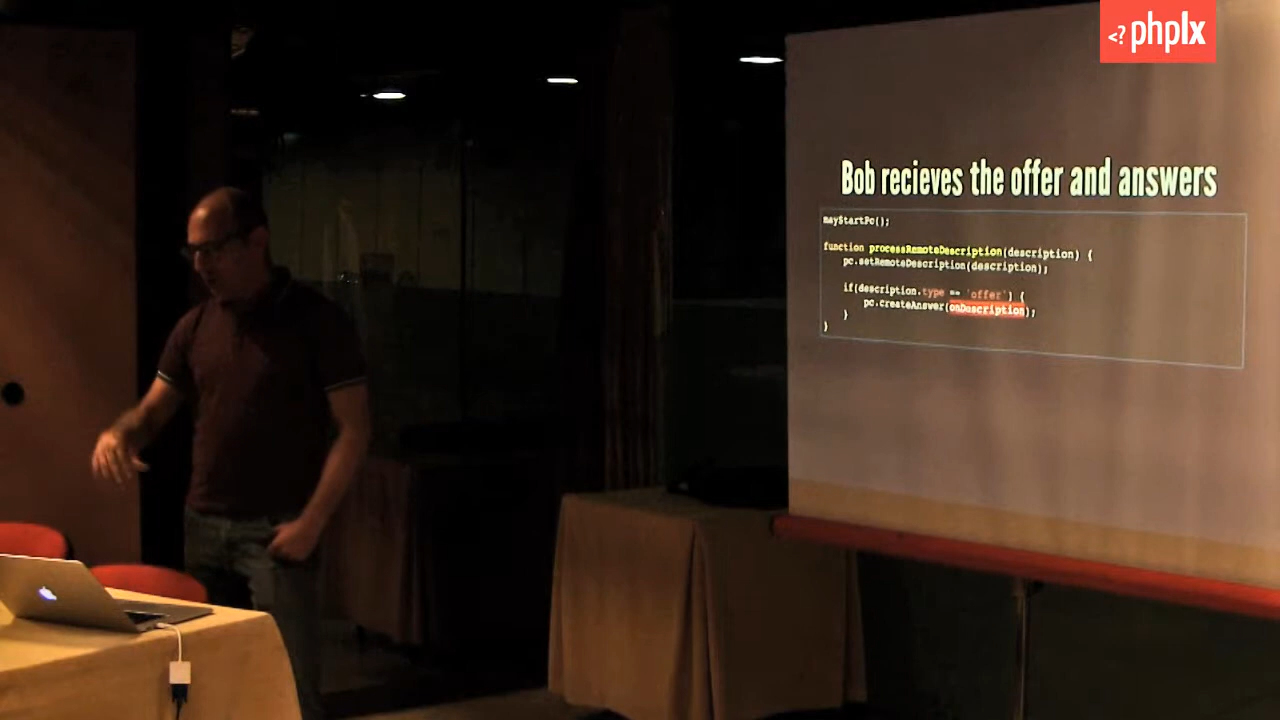 <? phplx
Bob recieves the offer and answers
mayStartPc();
function processRemoteDescription(description) {
pc.setRemoteDescription(description);
if(description.type == 'offer') {
pc.createAnswer(onDescription);
}
}